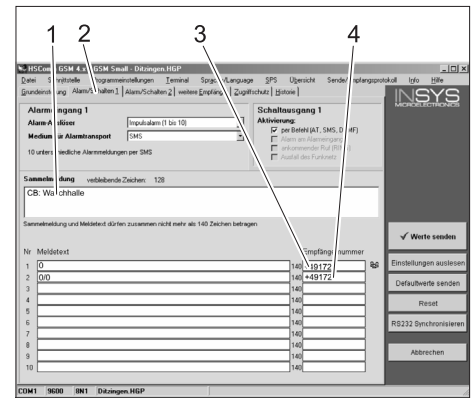 1 2 3 4
GSM Small - Ditzingen.HGP
Datei Schnittstelle Programmeinstellungen Terminal Sprache/Language SPS Übersicht Sende/Empfangsprotokoll Info Hilfe
Grundeinstellung Alarm/Schalten 1 Alarm/Schalten 2 weitere Empfänger Zugriffschutz Historie
INSYS
MICROELECTRONICS
Alarmeingang 1
Alarm-Auslöser Impulsalarm (1 bis 10)
Medium für Alarmtransport SMS
10 unterschiedliche Alarmmeldungen per SMS
Schaltausgang 1
Aktivierung:
per Befehl (AT, SMS, DTMF)
Alarm am Alarmeingang
ankommender Ruf (RING)
Ausfall des Funknetz
Sammelmeldung verbleibende Zeichen: 128
CB: Waschhalle
Sammelmeldung und Meldetext dürfen zusammen nicht mehr als 140 Zeichen betragen
Nr Meldetext Empfängernummer
1 0 140 +49172
2 0/0 140 +49172
3 140
4 140
5 140
6 140
7 140
8 140
9 140
10 140
Werte senden
Einstellungen auslesen
Defaultwerte senden
Reset
RS232 Synchronisieren
Abbrechen
COM1 9600 8N1 Ditzingen.HGP